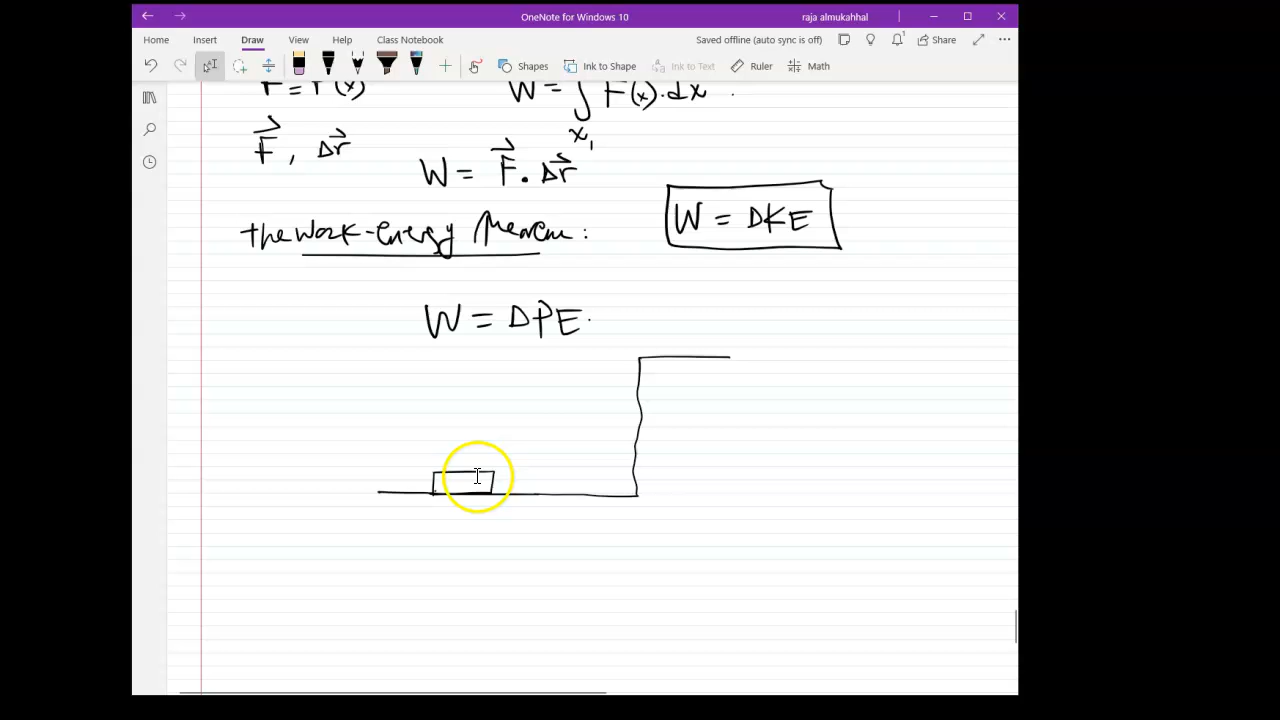 OneNote for Windows 10
raja almukahhal
Home Insert Draw View Help Class Notebook
Saved offline (auto sync is off) Share
Shapes Ink to Shape Ink to Text Ruler Math
F = F(x) W = ∫ F(x).dx .
x₁
F⃗ , Δr⃗
W = F⃗ . Δr⃗
the work-energy theorem :
W = ΔKE
W = ΔPE.